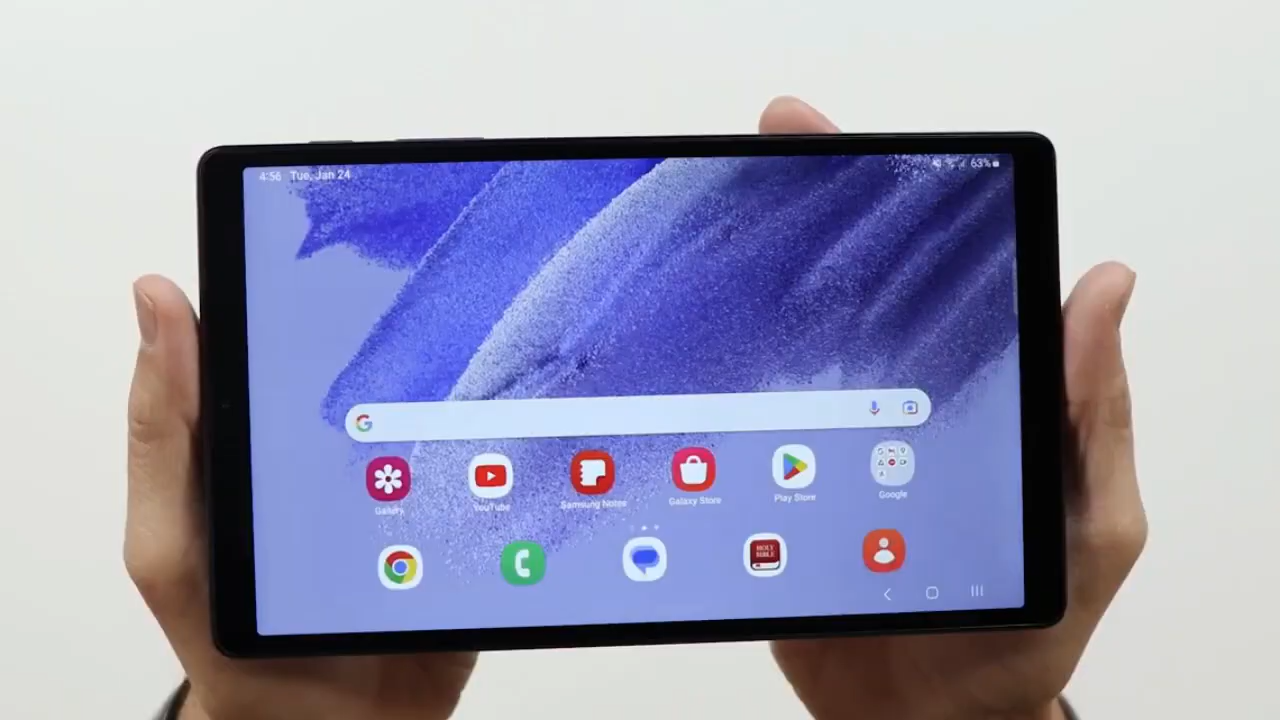 4:56 Tue, Jan 24
63%
G
Gallery
YouTube
Samsung Notes
Galaxy Store
Play Store
Google
HOLY
BIBLE